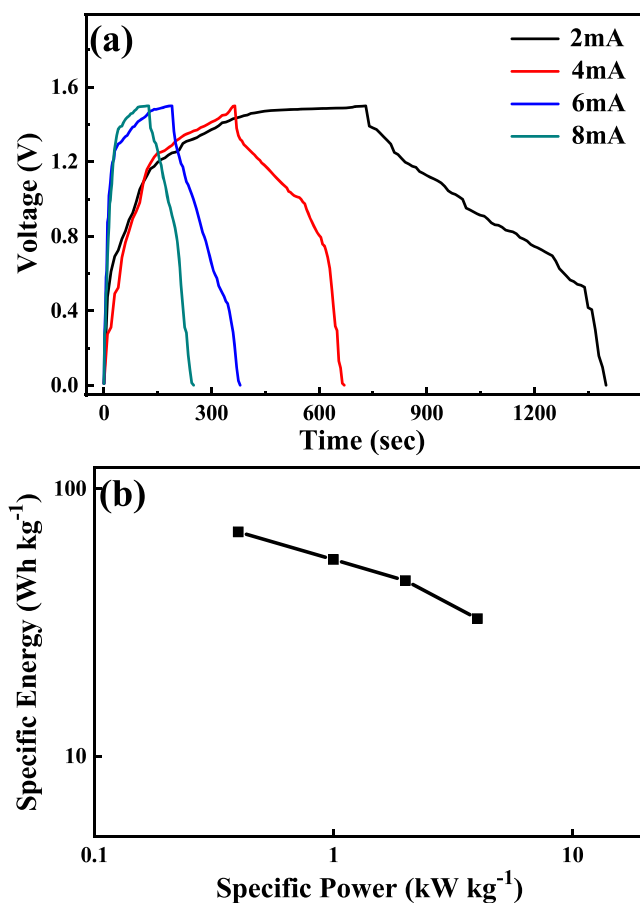 (a)
2mA
4mA
6mA
8mA
1.6
1.2
0.8
0.4
0.0
Voltage (V)
0 300 600 900 1200
Time (sec)
(b)
100
10
Specific Energy (Wh kg⁻¹)
0.1 1 10
Specific Power (kW kg⁻¹)